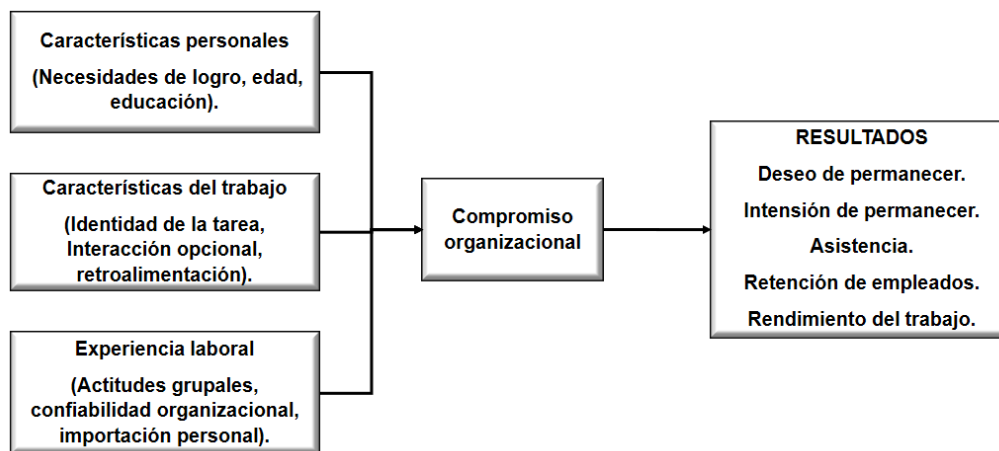 Características personales
(Necesidades de logro, edad,
educación).
Características del trabajo
(Identidad de la tarea,
Interacción opcional,
retroalimentación).
Experiencia laboral
(Actitudes grupales,
confiabilidad organizacional,
importación personal).
Compromiso
organizacional
RESULTADOS
Deseo de permanecer.
Intensión de permanecer.
Asistencia.
Retención de empleados.
Rendimiento del trabajo.